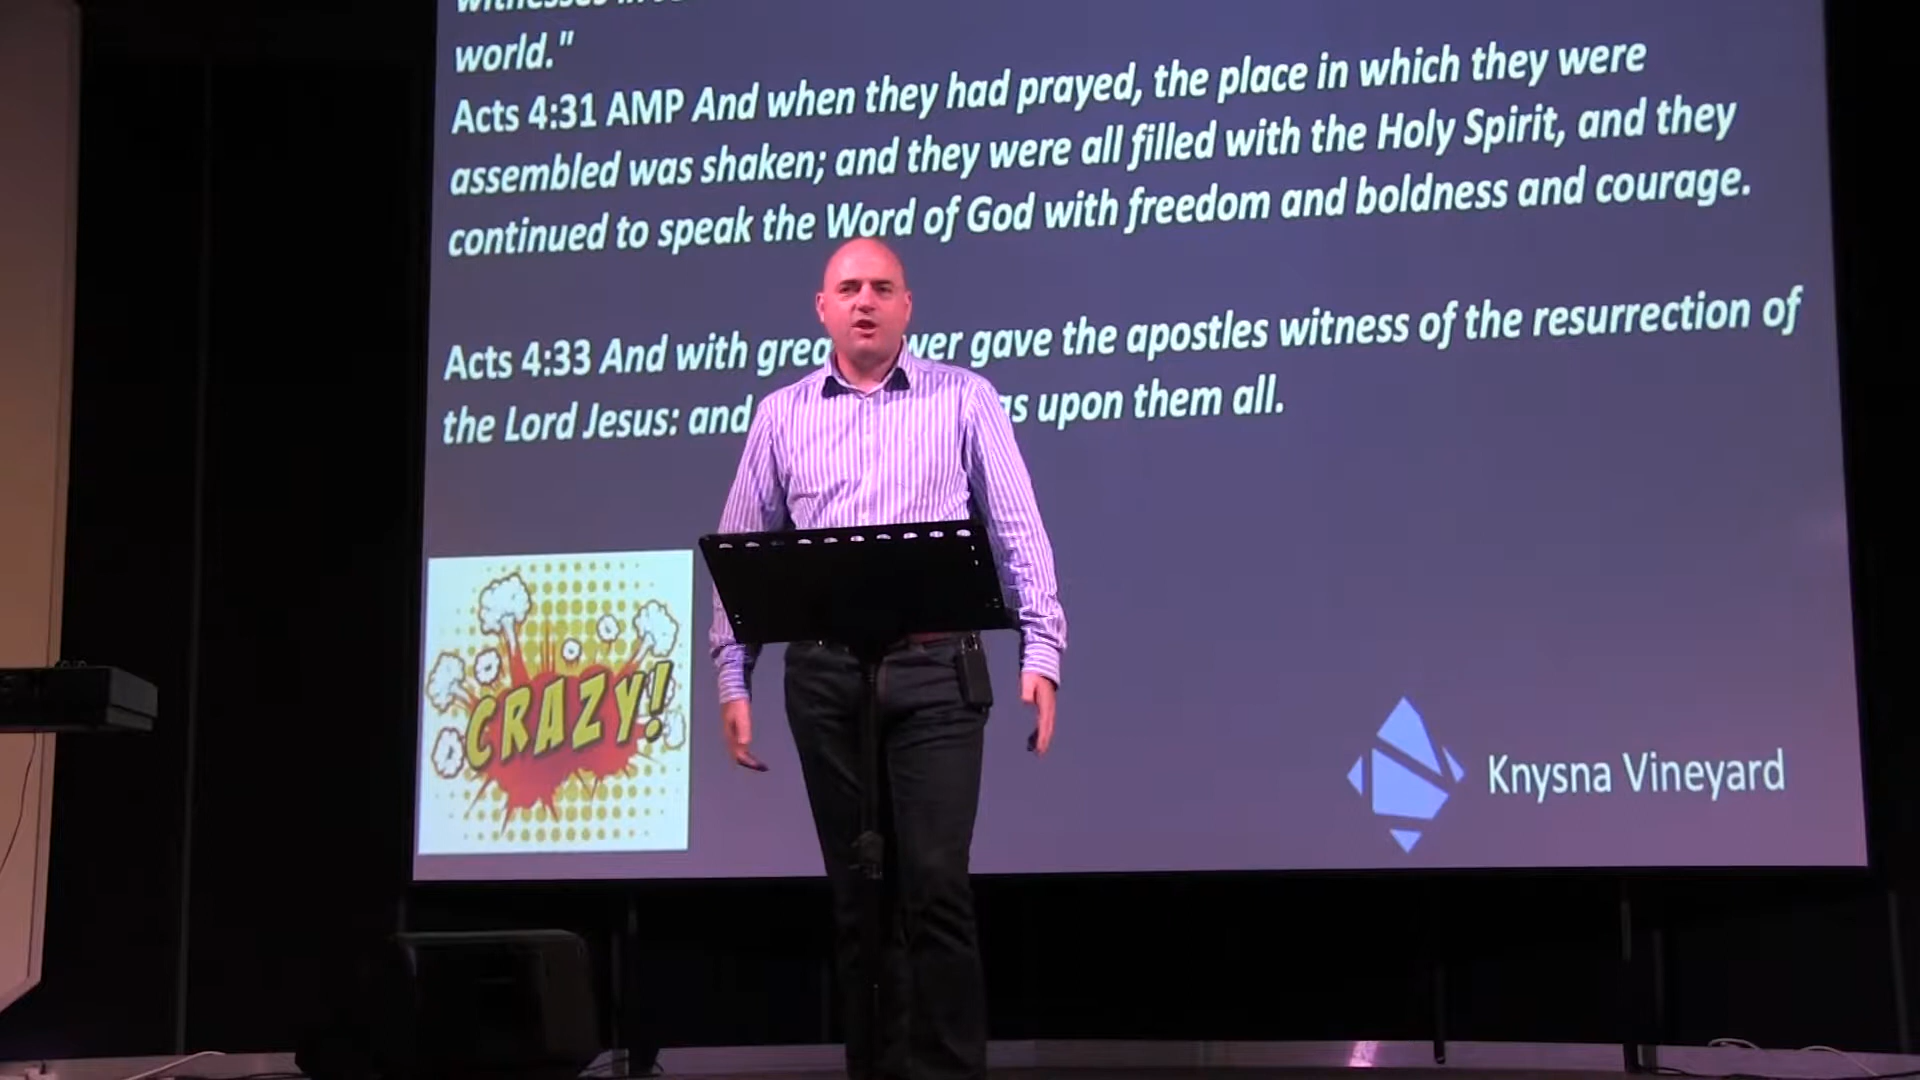 world."
Acts 4:31 AMP And when they had prayed, the place in which they were
assembled was shaken; and they were all filled with the Holy Spirit, and they
continued to speak the Word of God with freedom and boldness and courage.
Acts 4:33 And with gave the apostles witness of the resurrection of
the Lord Jesus: and upon them all.
CRAZY!
Knysna Vineyard